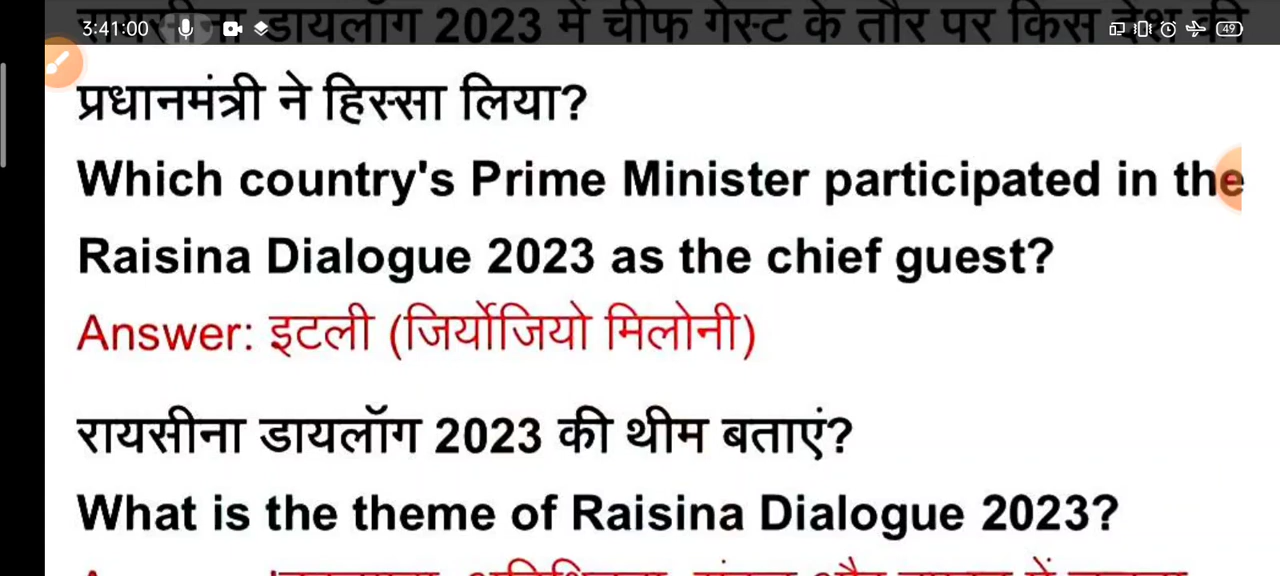 3:41:00
49
डायलॉग 2023 में चीफ गेस्ट के तौर पर किस देश की
प्रधानमंत्री ने हिस्सा लिया?
Which country's Prime Minister participated in the
Raisina Dialogue 2023 as the chief guest?
Answer: इटली (जिर्योजियो मिलोनी)
रायसीना डायलॉग 2023 की थीम बताएं?
What is the theme of Raisina Dialogue 2023?